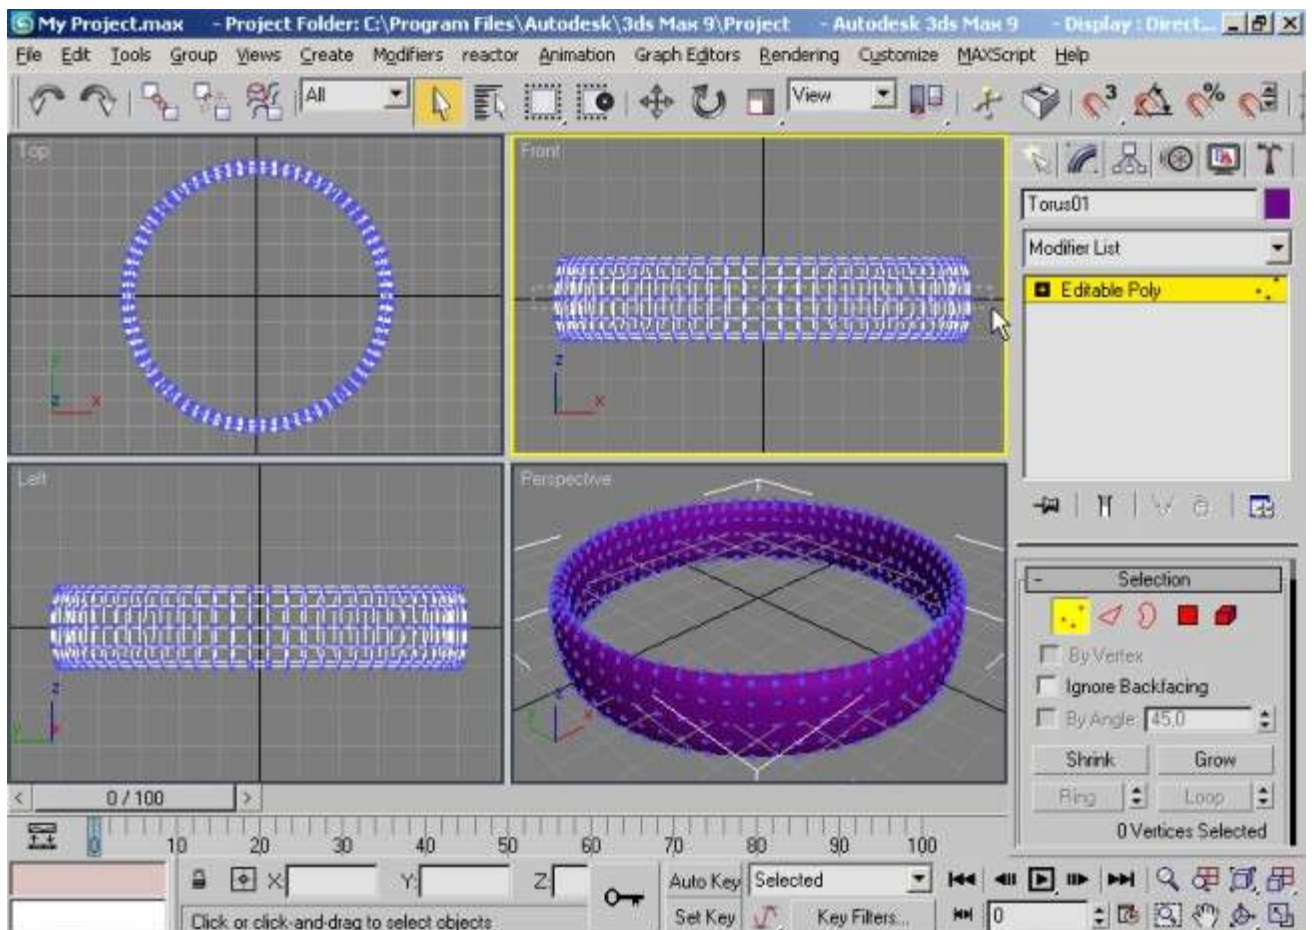 My Project.max - Project Folder: C:\Program Files\Autodesk\3ds Max 9\Project - Autodesk 3ds Max 9 - Display : Direct...
File Edit Tools Group Views Create Modifiers reactor Animation Graph Editors Rendering Customize MAXScript Help
All
View
3
%
Top
Front
Torus01
Modifier List
Editable Poly
z
x
y
z
x
Left
Perspective
Selection
By Vertex
Ignore Backfacing
By Angle: 45.0
Shrink Grow
Ring Loop
0 Vertices Selected
z
y
< 0 / 100 >
0 10 20 30 40 50 60 70 80 90 100
X: Y: Z: Auto Key Selected
Click or click-and-drag to select objects Set Key Key Filters... 0